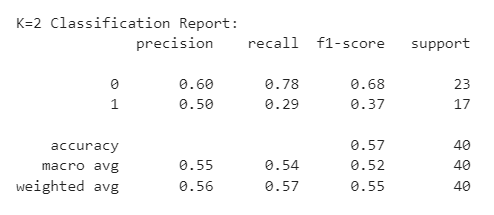 K=2 Classification Report:
precision recall f1-score support
0 0.60 0.78 0.68 23
1 0.50 0.29 0.37 17
accuracy 0.57 40
macro avg 0.55 0.54 0.52 40
weighted avg 0.56 0.57 0.55 40